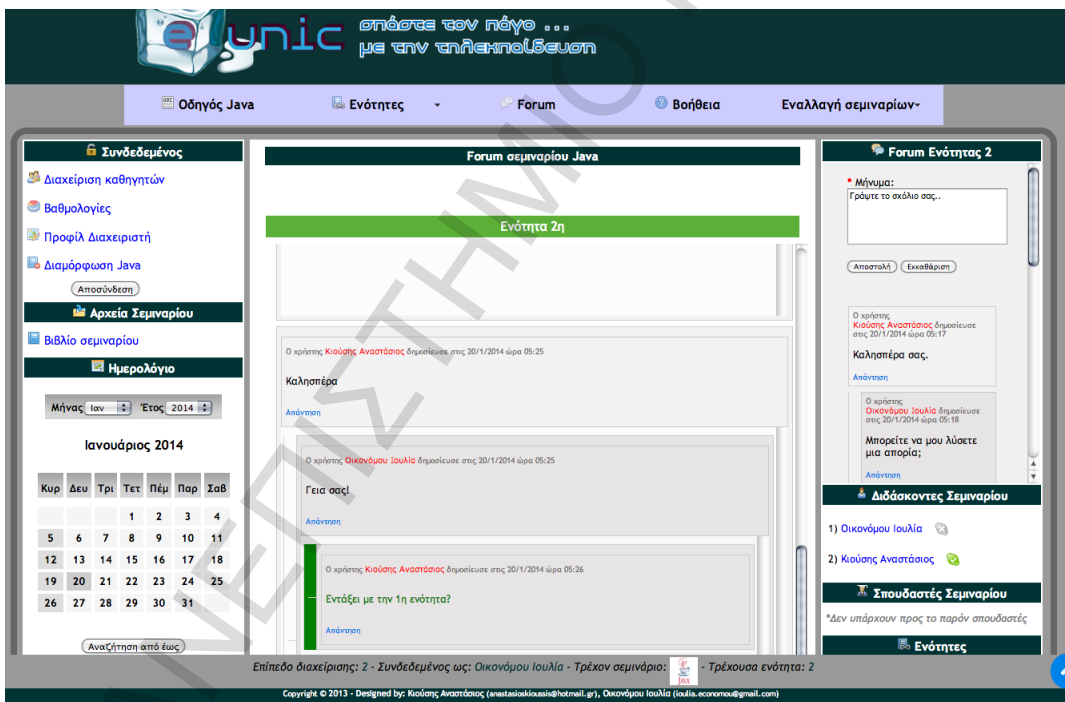 e unic
σπάστε τον πάγο ...
με την τηλεκπαίδευση
Οδηγός Java
Ενότητες
Forum
Βοήθεια
Εναλλαγή σεμιναρίων
Συνδεδεμένος
Διαχείριση καθηγητών
Βαθμολογίες
Προφίλ Διαχειριστή
Διαμόρφωση Java
Αποσύνδεση
Αρχεία Σεμιναρίου
Βιβλίο σεμιναρίου
Ημερολόγιο
Μήνας Ιαν Έτος 2014
Ιανουάριος 2014
Κυρ Δευ Τρι Τετ Πέμ Παρ Σαβ
1 2 3 4
5 6 7 8 9 10 11
12 13 14 15 16 17 18
19 20 21 22 23 24 25
26 27 28 29 30 31
Αναζήτηση από έως
Forum σεμιναρίου Java
Ενότητα 2η
Ο χρήστης Κιούσης Αναστάσιος δημοσίευσε στις 20/1/2014 ώρα 05:25
Καλησπέρα
Απάντηση
Ο χρήστης Οικονόμου Ιουλία δημοσίευσε στις 20/1/2014 ώρα 05:25
Γεια σας!
Απάντηση
Ο χρήστης Κιούσης Αναστάσιος δημοσίευσε στις 20/1/2014 ώρα 05:26
Εντάξει με την 1η ενότητα?
Απάντηση
Forum Ενότητας 2
* Μήνυμα:
Γράψτε το σχόλιο σας..
Αποστολή Εκκαθάριση
Ο χρήστης
Κιούσης Αναστάσιος δημοσίευσε
στις 20/1/2014 ώρα 05:17
Καλησπέρα σας.
Απάντηση
Ο χρήστης
Οικονόμου Ιουλία δημοσίευσε
στις 20/1/2014 ώρα 05:18
Μπορείτε να μου λύσετε
μια απορία;
Απάντηση
Διδάσκοντες Σεμιναρίου
1) Οικονόμου Ιουλία
2) Κιούσης Αναστάσιος
Σπουδαστές Σεμιναρίου
*Δεν υπάρχουν προς το παρόν σπουδαστές
Ενότητες
Επίπεδο διαχείρισης: 2 - Συνδεδεμένος ως: Οικονόμου Ιουλία - Τρέχον σεμινάριο: - Τρέχουσα ενότητα: 2
Copyright © 2013 - Designed by: Κιούσης Αναστάσιος (anastasioskioussis@hotmail.gr), Οικονόμου Ιουλία (ioulia.economou@gmail.com)
ΠΑΝΕΠΙΣΤΗΜΙΟ